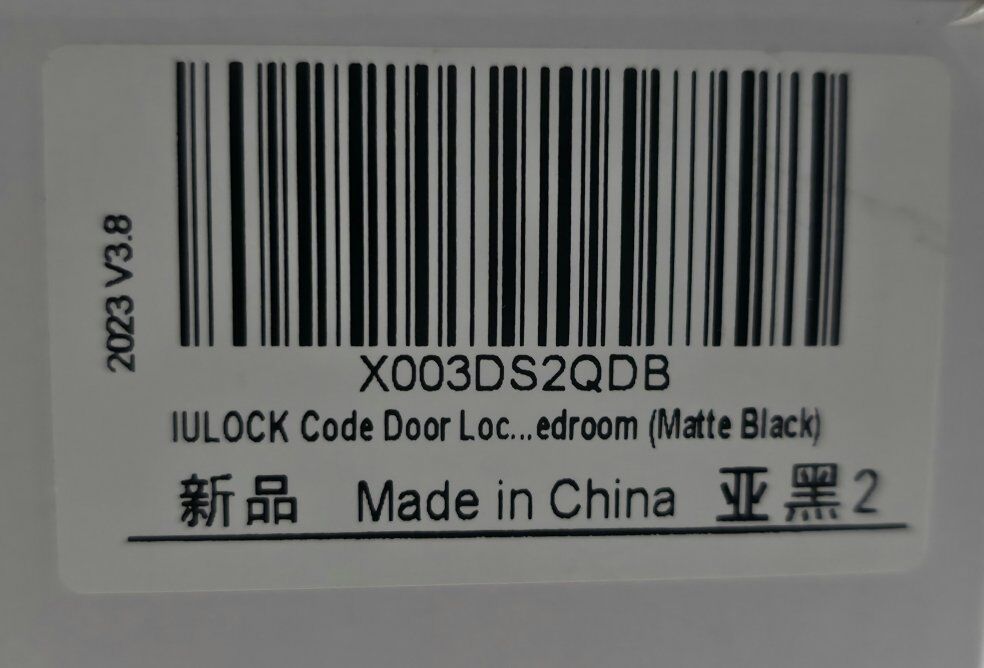 2023 V3.8
X003DS2QDB
IULOCK Code Door Loc...edroom (Matte Black)
新品 Made in China 亚黑2